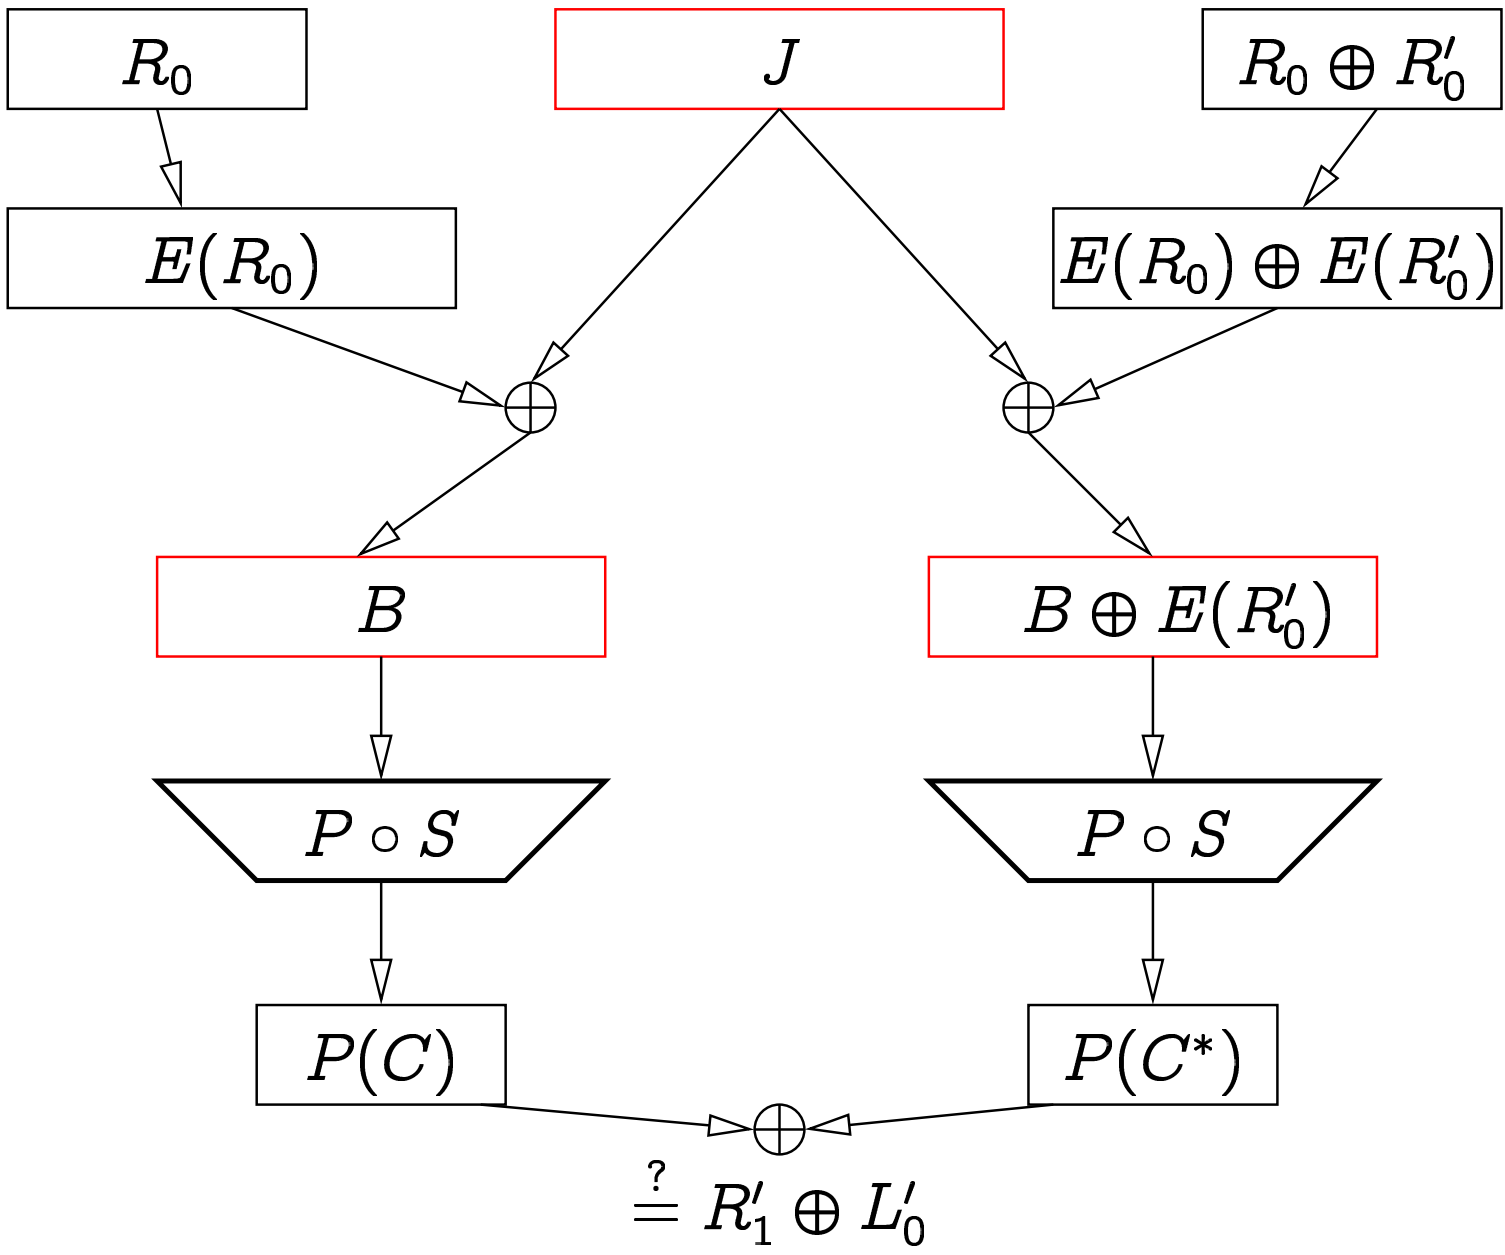 R₀
J
R₀ ⊕ R′₀
E(R₀)
E(R₀) ⊕ E(R′₀)
B
B ⊕ E(R′₀)
P ∘ S
P ∘ S
P(C)
P(C*)
≟ R′₁ ⊕ L′₀